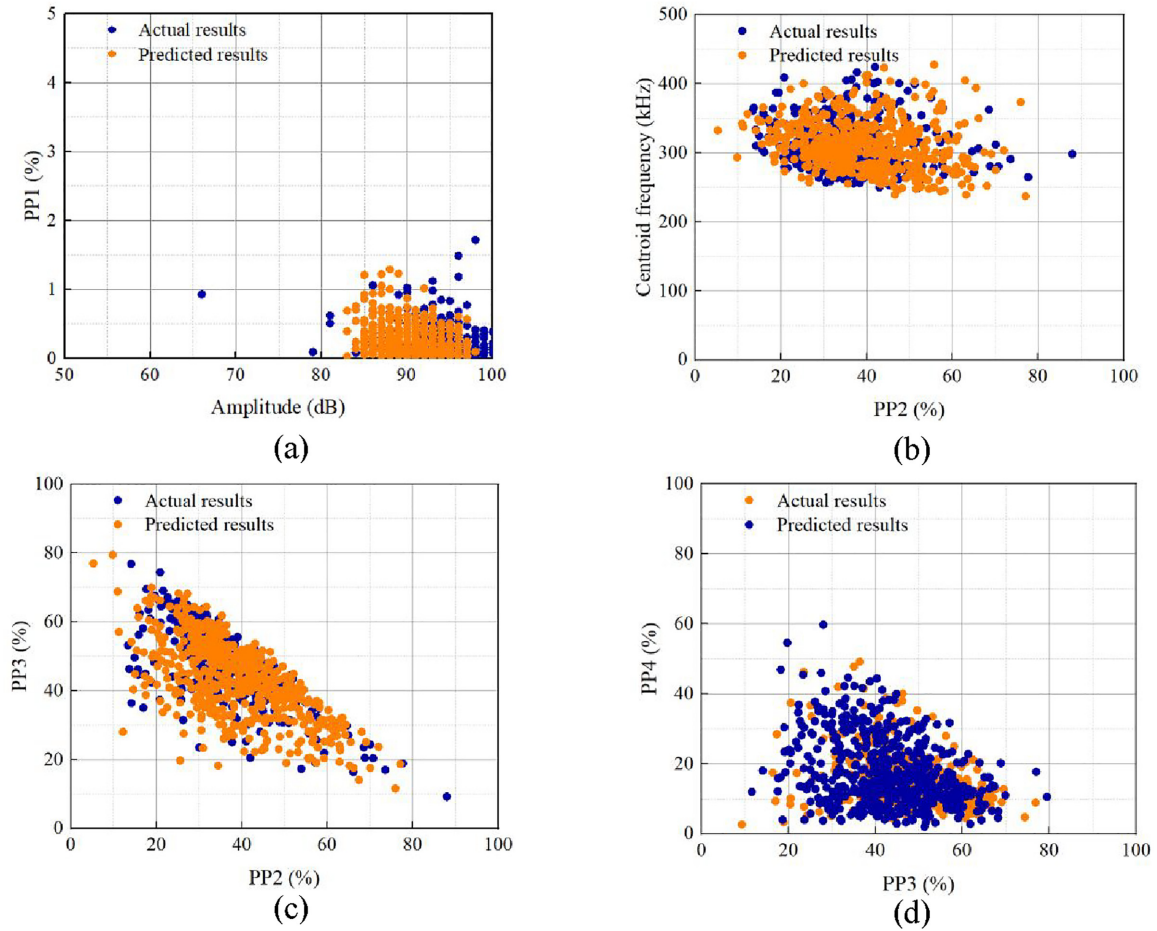 5
4
3
2
1
0
PP1 (%)
Actual results
Predicted results
50 60 70 80 90 100
Amplitude (dB)
(a)
500
400
300
200
100
0
Centroid frequency (kHz)
Actual results
Predicted results
0 20 40 60 80 100
PP2 (%)
(b)
100
80
60
40
20
0
PP3 (%)
Actual results
Predicted results
0 20 40 60 80 100
PP2 (%)
(c)
100
80
60
40
20
0
PP4 (%)
Actual results
Predicted results
0 20 40 60 80 100
PP3 (%)
(d)